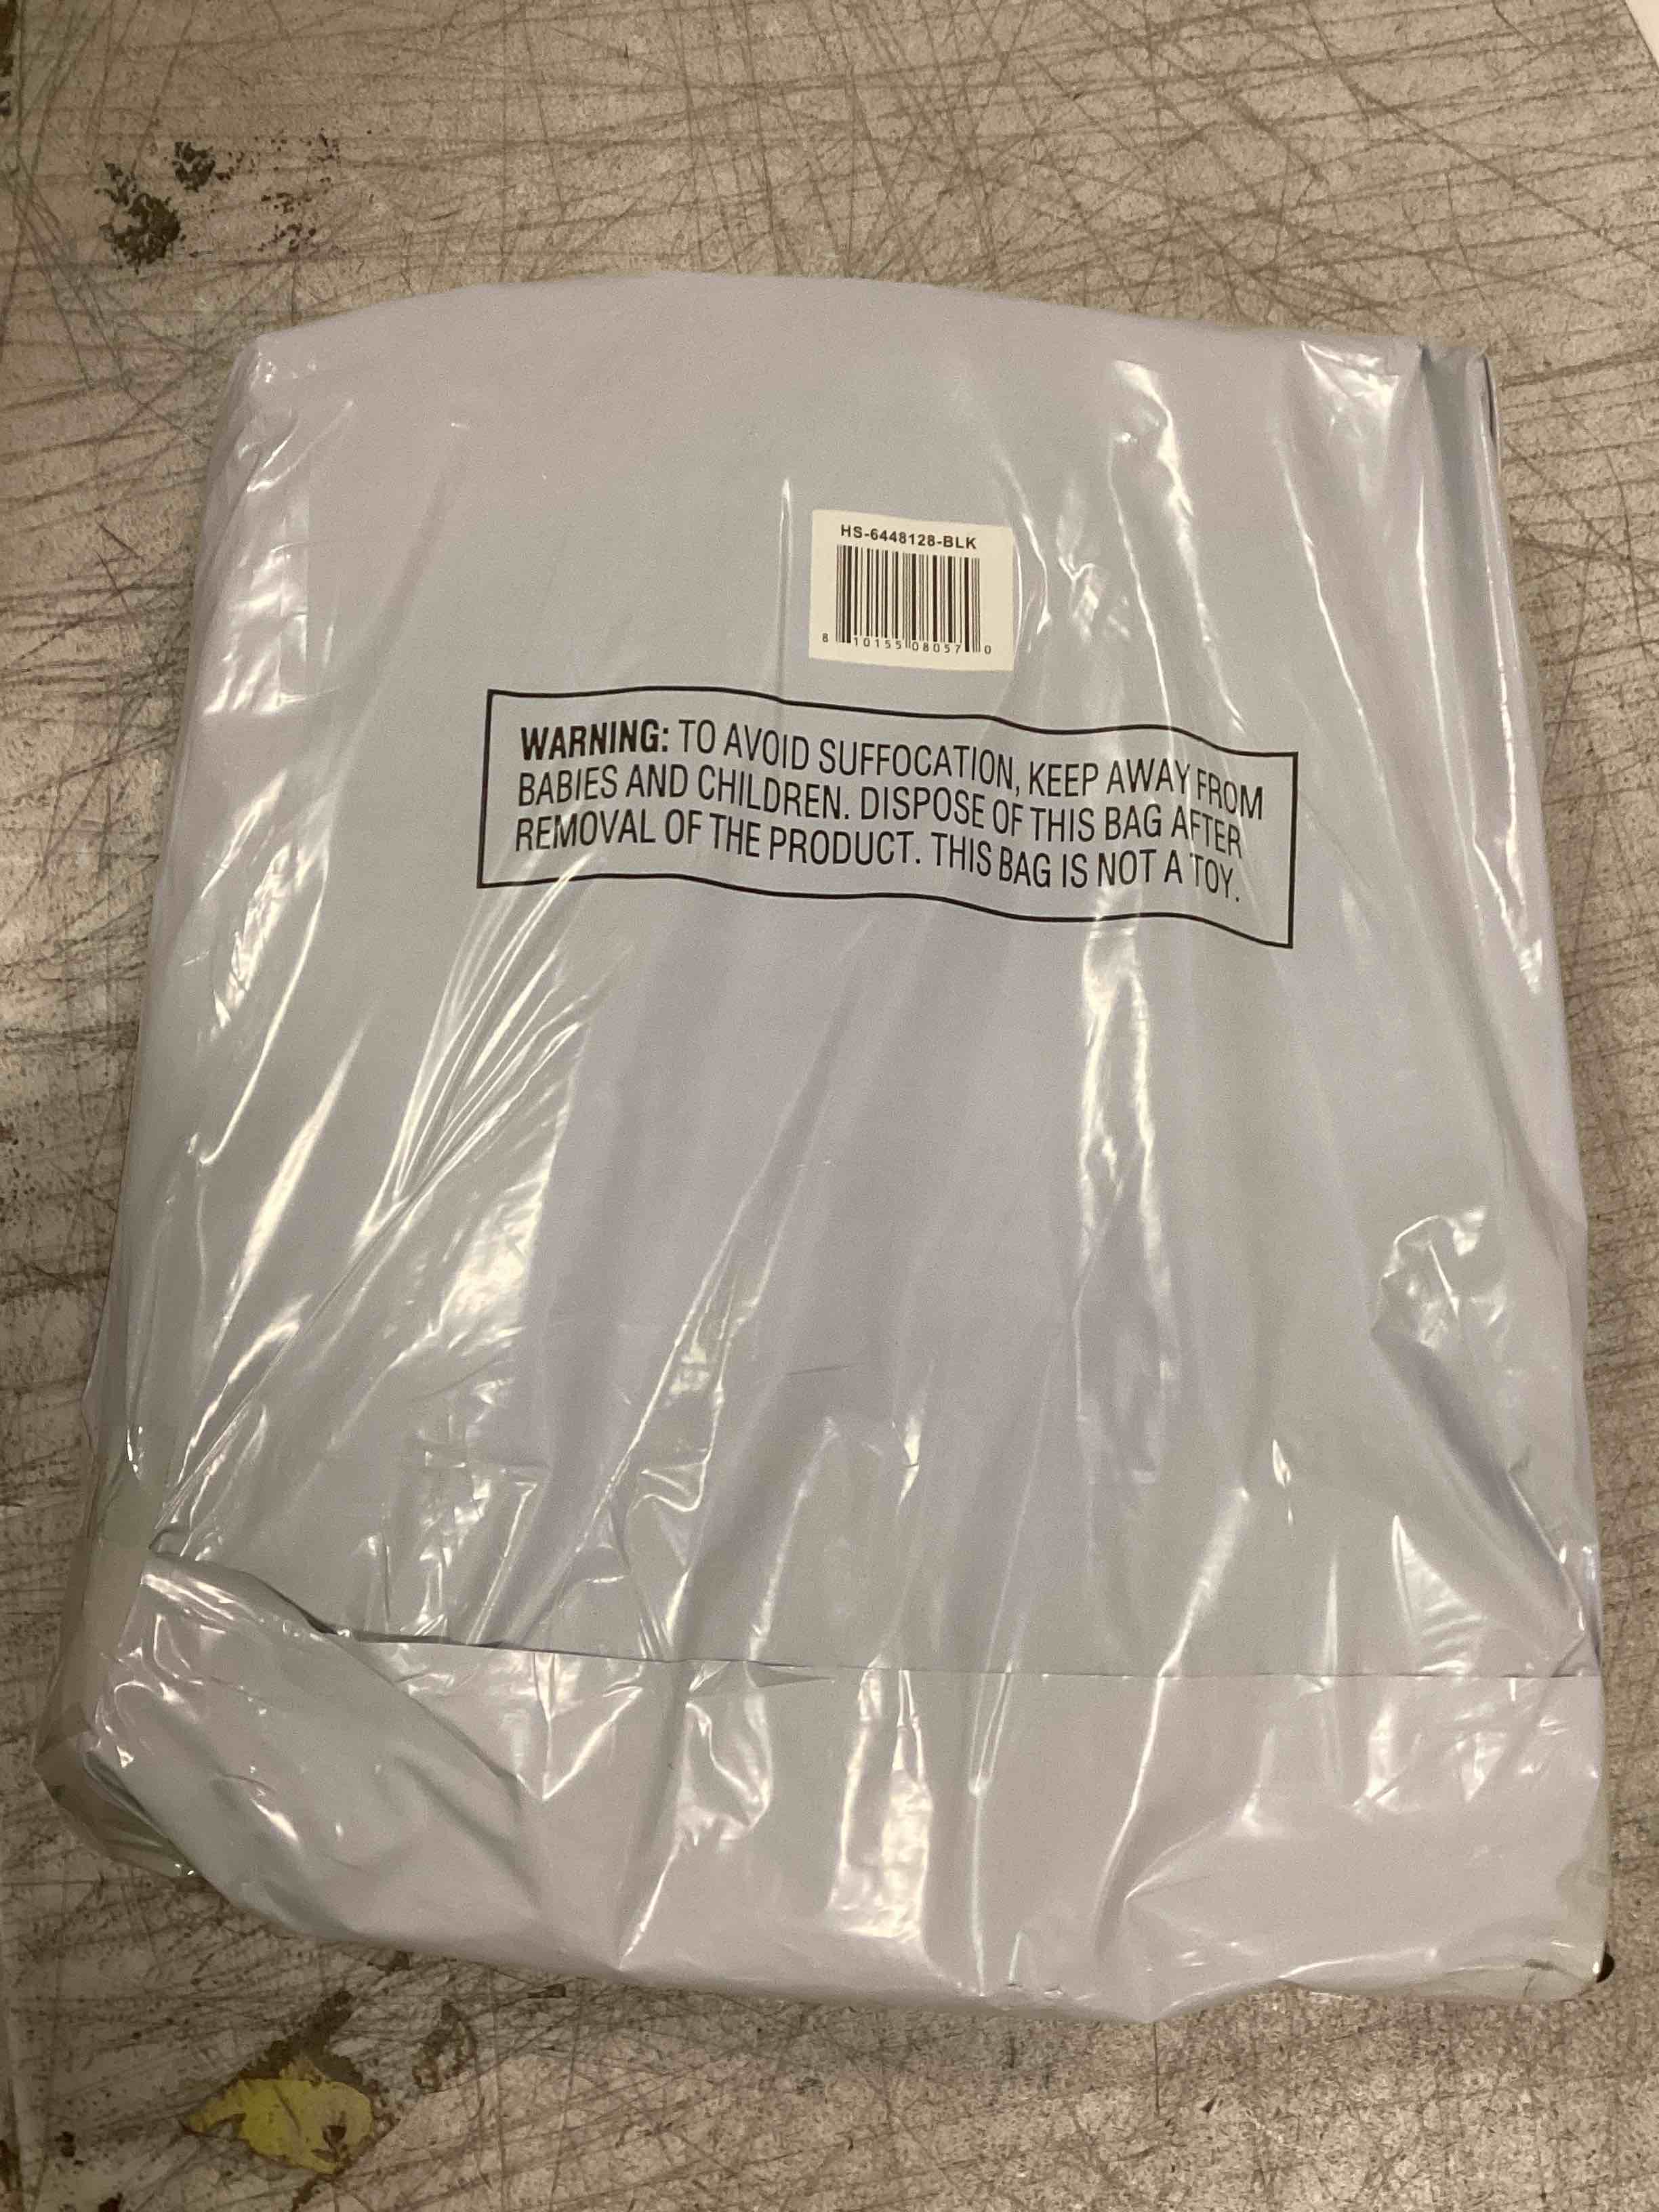 HS-6448128-BLK
8 10155 08057 0
WARNING: TO AVOID SUFFOCATION, KEEP AWAY FROM
BABIES AND CHILDREN. DISPOSE OF THIS BAG AFTER
REMOVAL OF THE PRODUCT. THIS BAG IS NOT A TOY.